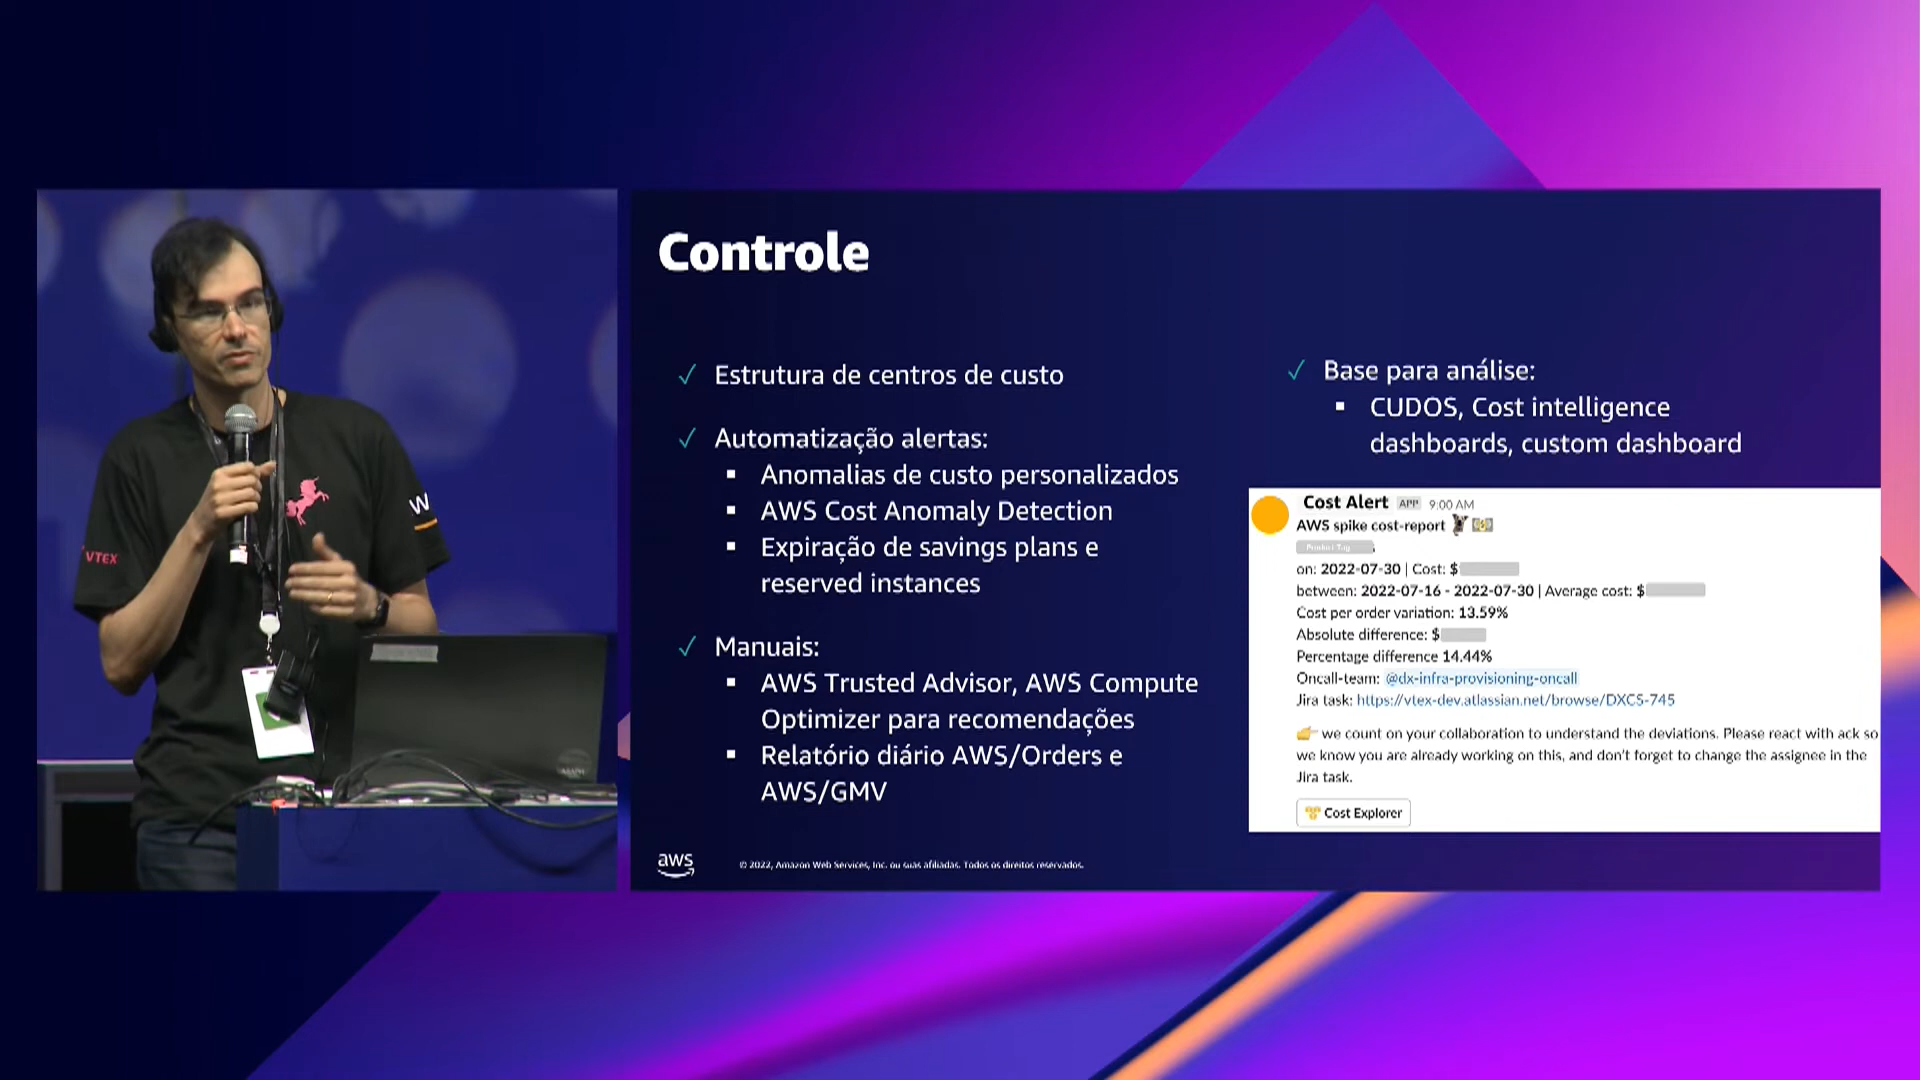 Controle
✓ Estrutura de centros de custo
✓ Automatização alertas:
▪ Anomalias de custo personalizados
▪ AWS Cost Anomaly Detection
▪ Expiração de savings plans e
reserved instances
✓ Manuais:
▪ AWS Trusted Advisor, AWS Compute
Optimizer para recomendações
▪ Relatório diário AWS/Orders e
AWS/GMV
✓ Base para análise:
▪ CUDOS, Cost intelligence
dashboards, custom dashboard
Cost Alert APP 9:00 AM
AWS spike cost-report
Product Tag
on: 2022-07-30 | Cost: $
between: 2022-07-16 - 2022-07-30 | Average cost: $
Cost per order variation: 13.59%
Absolute difference: $
Percentage difference 14.44%
Oncall-team: @dx-infra-provisioning-oncall
Jira task: https://vtex-dev.atlassian.net/browse/DXCS-745
👉 we count on your collaboration to understand the deviations. Please react with ack so
we know you are already working on this, and don't forget to change the assignee in the
Jira task.
Cost Explorer
aws
© 2022, Amazon Web Services, Inc. ou suas afiliadas. Todos os direitos reservados.
VTEX
W